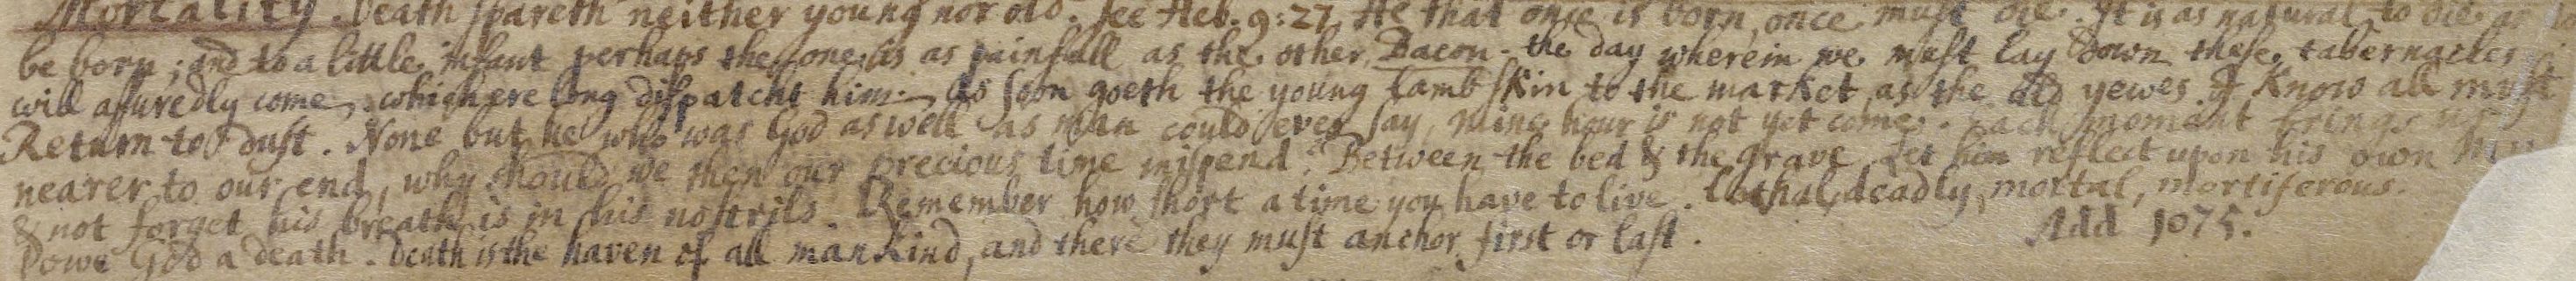 Mortality. Death spareth neither young nor old. see Heb. 9:27. He that once is born, once must die. It is as natural to die as to
be born; and to a little infant perhaps the one is as painfull as the other. Bacon. the day wherein we must lay down these tabernacles
will assuredly come, which ere long dispatcht him. As soon goeth the young lamb skin to the market as the old yewes. I Know all must
Return to dust. None but he who was God as well as man could ever say, mine hour is not yet come. Each momant brings us
nearer to our end, why should we then our precious time mispend. Between the bed & the grave. Let him reflect upon his own
& not forget his breath is in his nostrils. Remember how short a time you have to live. Lethal, deadly, mortal, mortiferous.
I owe God a death. Death is the haven of all manKind, and there they must anchor first or last. Add 1075.